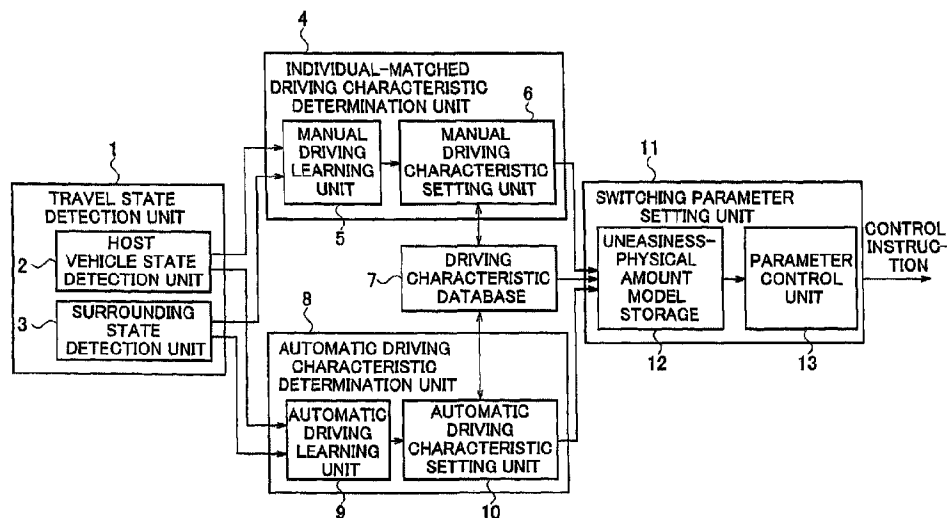 4
INDIVIDUAL-MATCHED
DRIVING CHARACTERISTIC
DETERMINATION UNIT
6
MANUAL
DRIVING
LEARNING
UNIT
5
MANUAL
DRIVING
CHARACTERISTIC
SETTING UNIT
1
TRAVEL STATE
DETECTION UNIT
2
HOST
VEHICLE STATE
DETECTION UNIT
3
SURROUNDING
STATE
DETECTION UNIT
7
DRIVING
CHARACTERISTIC
DATABASE
8
AUTOMATIC DRIVING
CHARACTERISTIC
DETERMINATION UNIT
AUTOMATIC
DRIVING
LEARNING
UNIT
9
AUTOMATIC
DRIVING
CHARACTERISTIC
SETTING UNIT
10
11
SWITCHING PARAMETER
SETTING UNIT
UNEASINESS-
PHYSICAL
AMOUNT
MODEL
STORAGE
12
PARAMETER
CONTROL
UNIT
13
CONTROL
INSTRUC-
TION